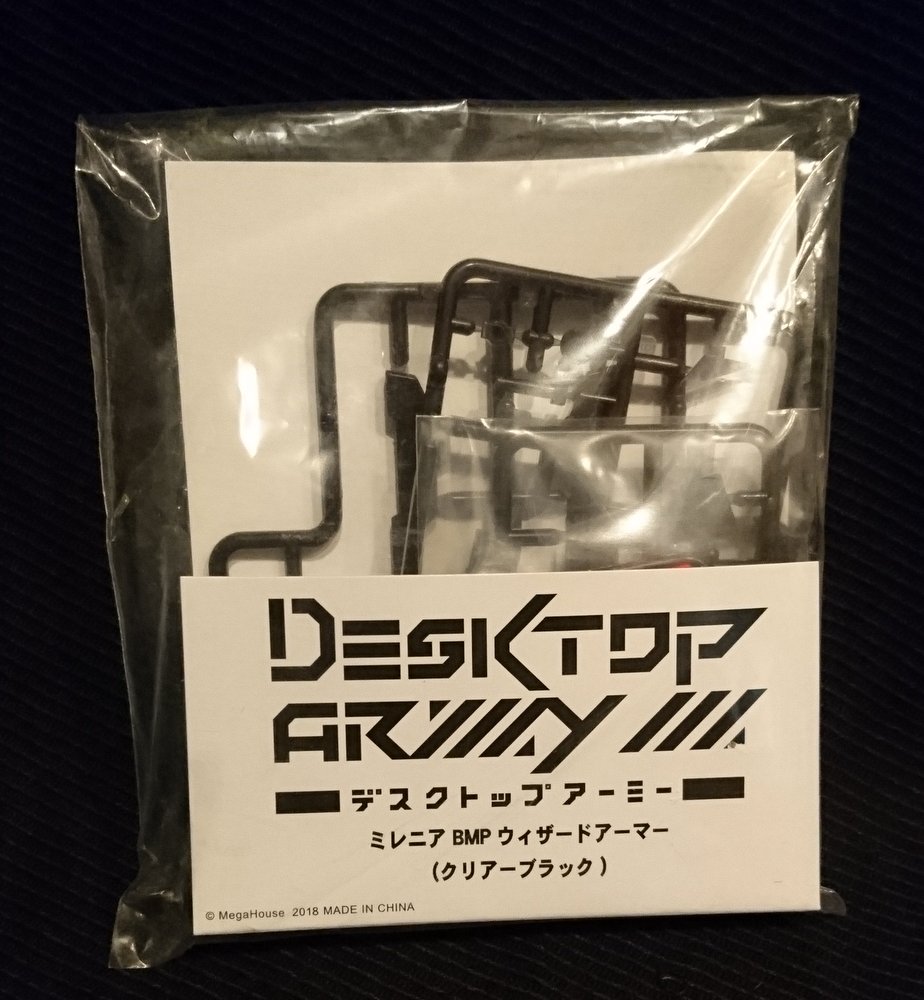 DESKTOP
ARMY
デスクトップアーミー
ミレニア BMP ウィザードアーマー
(クリアーブラック)
© MegaHouse 2018 MADE IN CHINA